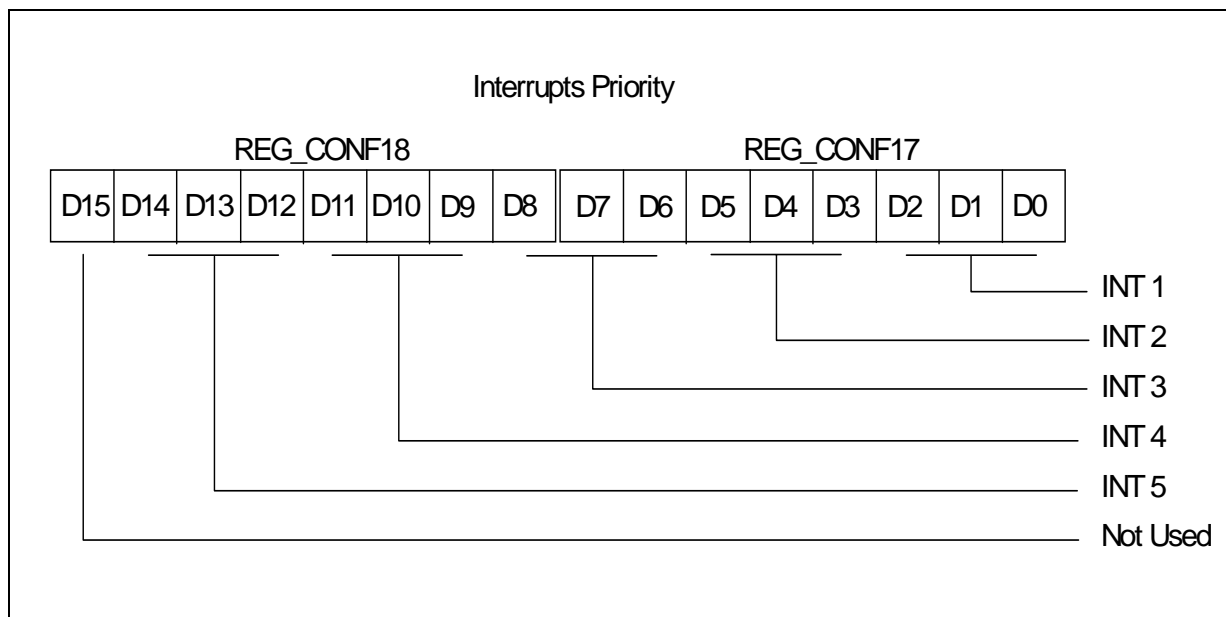 Interrupts Priority
REG_CONF18 REG_CONF17
D15 D14 D13 D12 D11 D10 D9 D8 D7 D6 D5 D4 D3 D2 D1 D0
INT 1
INT 2
INT 3
INT 4
INT 5
Not Used